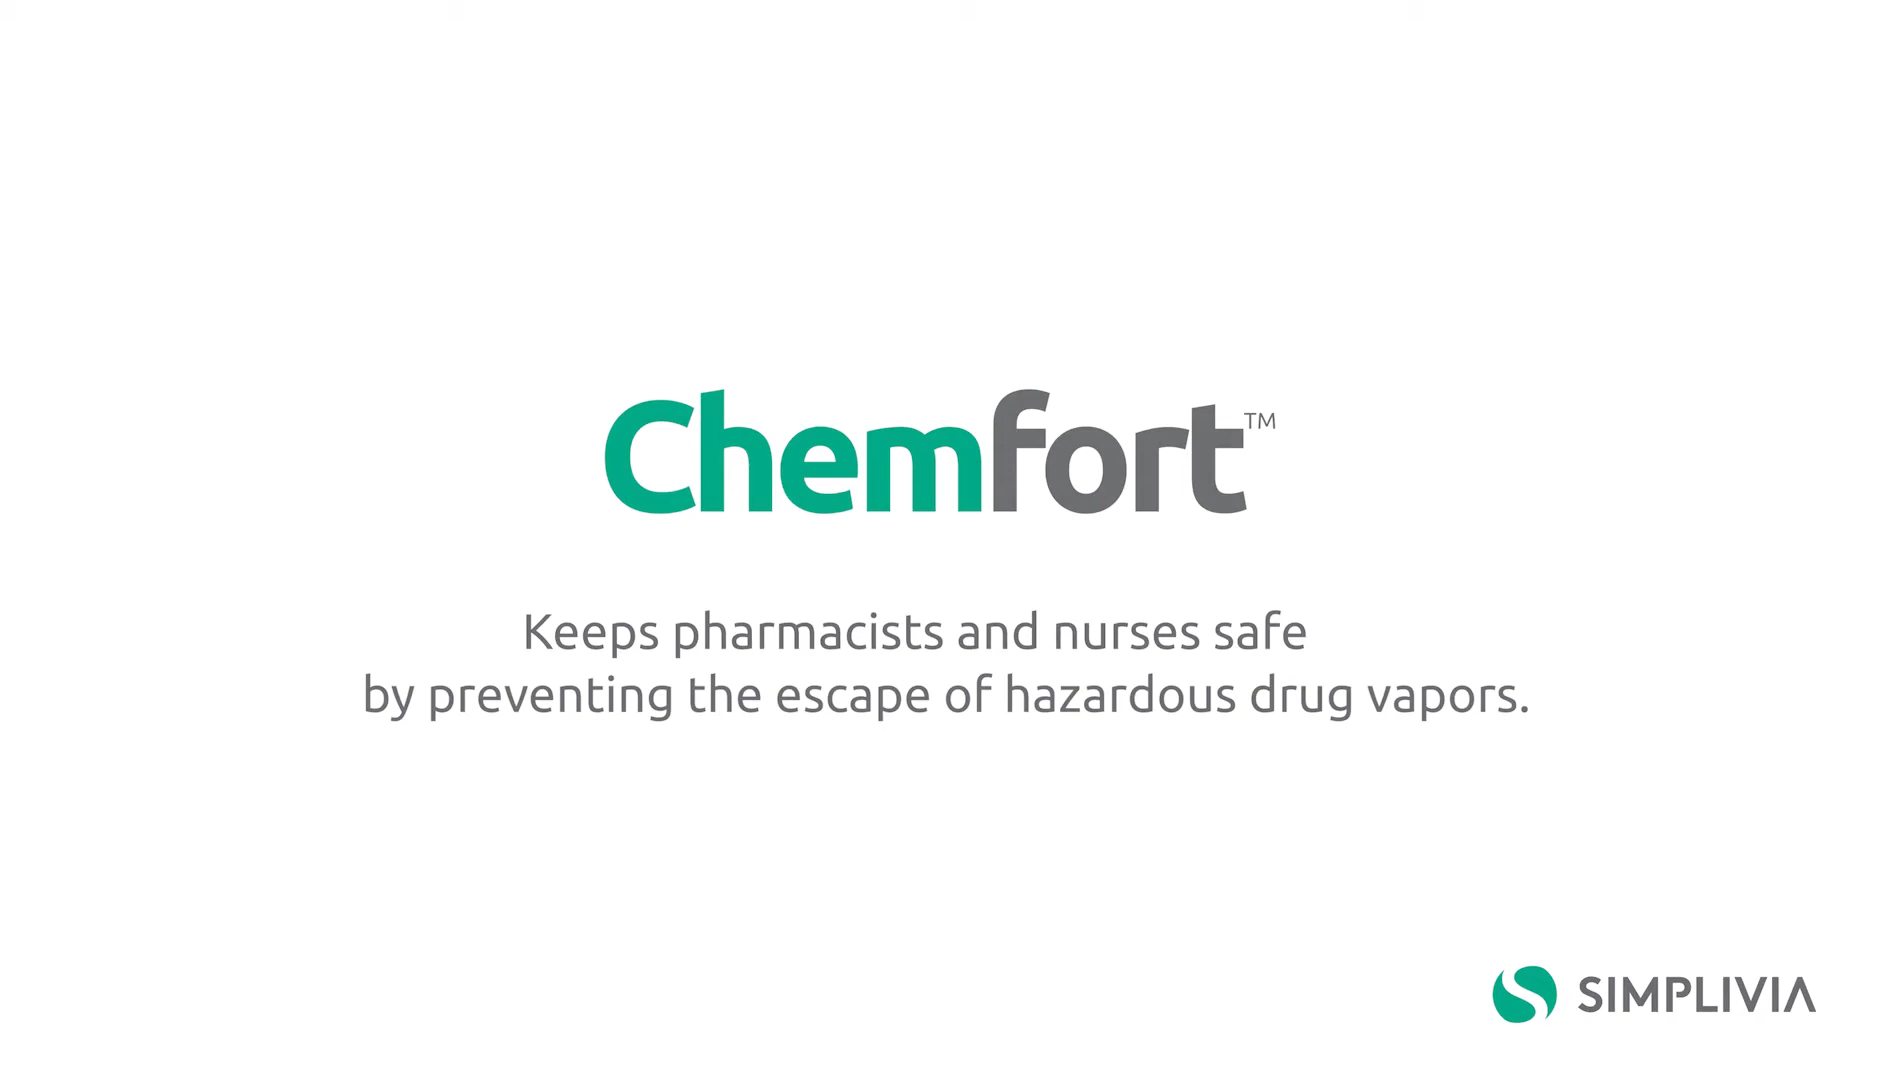 Chemfort™
Keeps pharmacists and nurses safe
by preventing the escape of hazardous drug vapors.
SIMPLIVIA